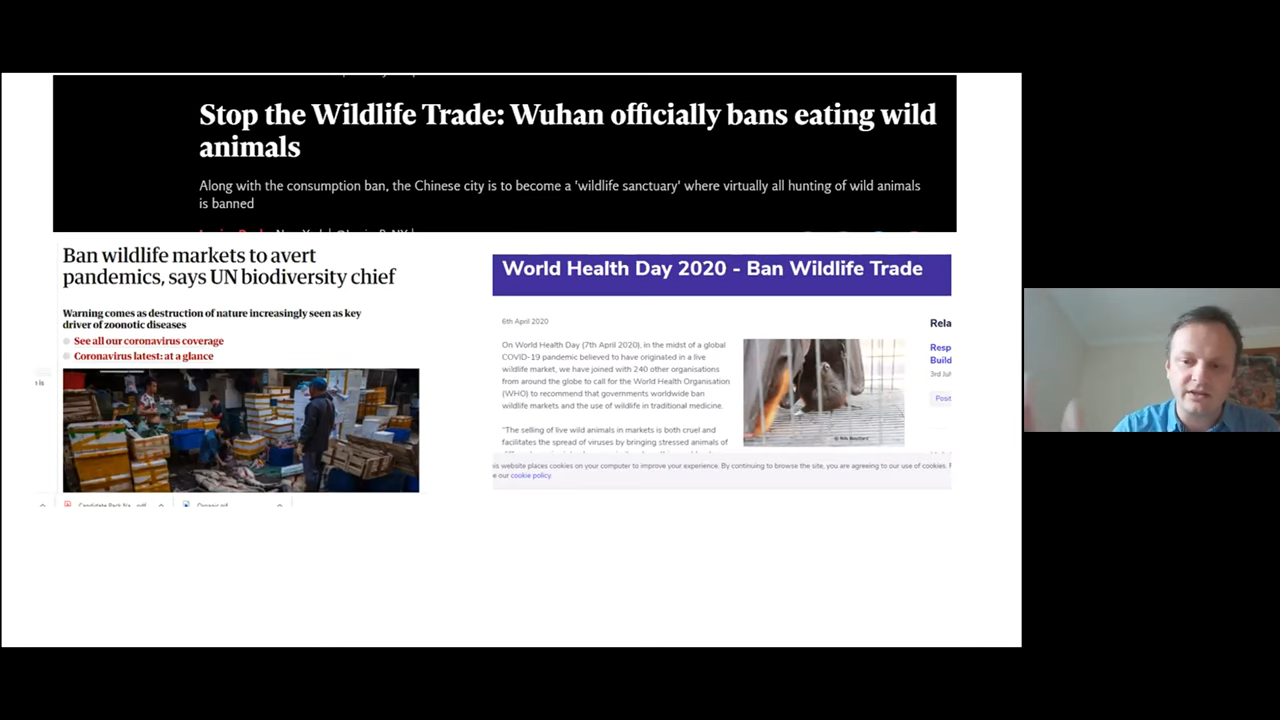 Stop the Wildlife Trade: Wuhan officially bans eating wild
animals
Along with the consumption ban, the Chinese city is to become a 'wildlife sanctuary' where virtually all hunting of wild animals
is banned
Ban wildlife markets to avert
pandemics, says UN biodiversity chief
Warning comes as destruction of nature increasingly seen as key
driver of zoonotic diseases
See all our coronavirus coverage
Coronavirus latest: at a glance
World Health Day 2020 - Ban Wildlife Trade
6th April 2020
On World Health Day (7th April 2020), in the midst of a global
COVID-19 pandemic believed to have originated in a live
wildlife market, we have joined with 240 other organisations
from around the globe to call for the World Health Organisation
(WHO) to recommend that governments worldwide ban
wildlife markets and the use of wildlife in traditional medicine.
"The selling of live wild animals in markets is both cruel and
facilitates the spread of viruses by bringing stressed animals of
Rela
Resp
Build
3rd Jul
Posit
is website places cookies on your computer to improve your experience. By continuing to browse the site, you are agreeing to our use of cookies.
e our cookie policy.